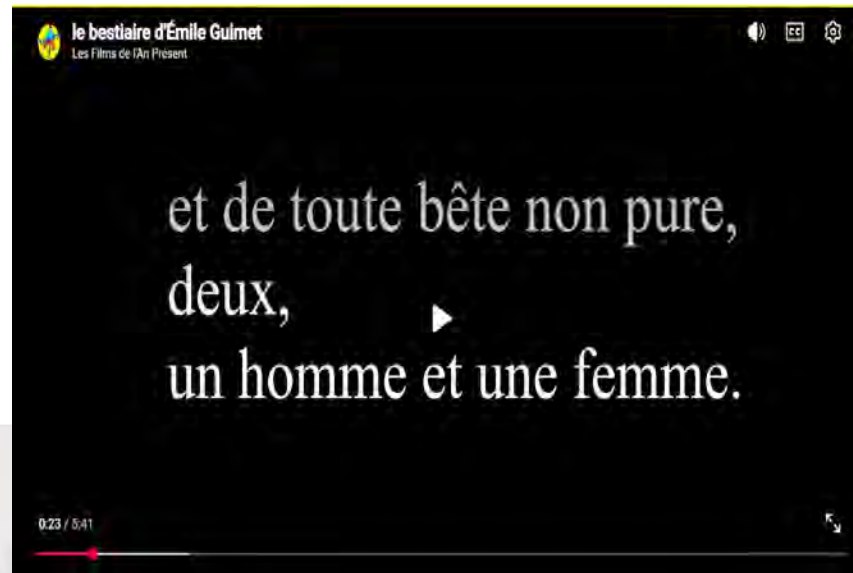 le bestiaire d'Émile Guimet
Les Films de l'An Présent
CC
et de toute bête non pure,
deux,
un homme et une femme.
0:23 / 5:41